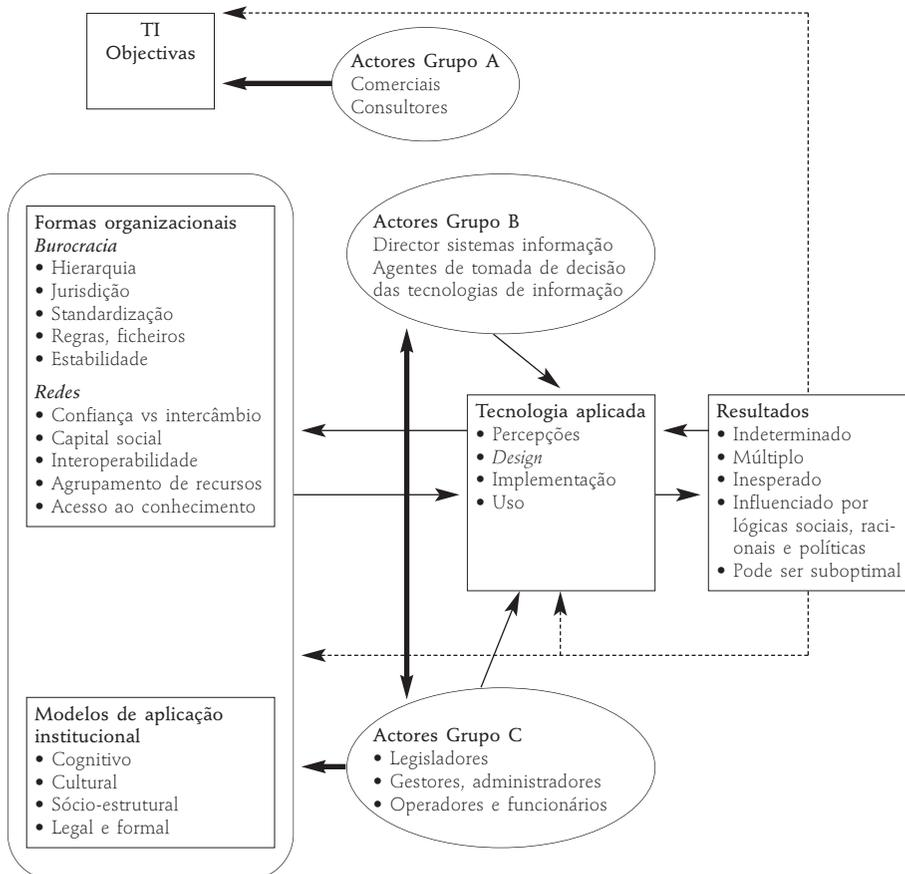 TI
Objectivas
Actores Grupo A
Comerciais
Consultores
Formas organizacionais
Burocracia
• Hierarquia
• Jurisdição
• Standardização
• Regras, ficheiros
• Estabilidade
Redes
• Confiança vs intercâmbio
• Capital social
• Interoperabilidade
• Agrupamento de recursos
• Acesso ao conhecimento
Actores Grupo B
Director sistemas informação
Agentes de tomada de decisão
das tecnologias de informação
Tecnologia aplicada
• Percepções
• Design
• Implementação
• Uso
Resultados
• Indeterminado
• Múltiplo
• Inesperado
• Influenciado por
lógicas sociais, raci-
onais e políticas
• Pode ser suboptimal
Modelos de aplicação
institucional
• Cognitivo
• Cultural
• Sócio-estrutural
• Legal e formal
Actores Grupo C
• Legisladores
• Gestores, administradores
• Operadores e funcionários